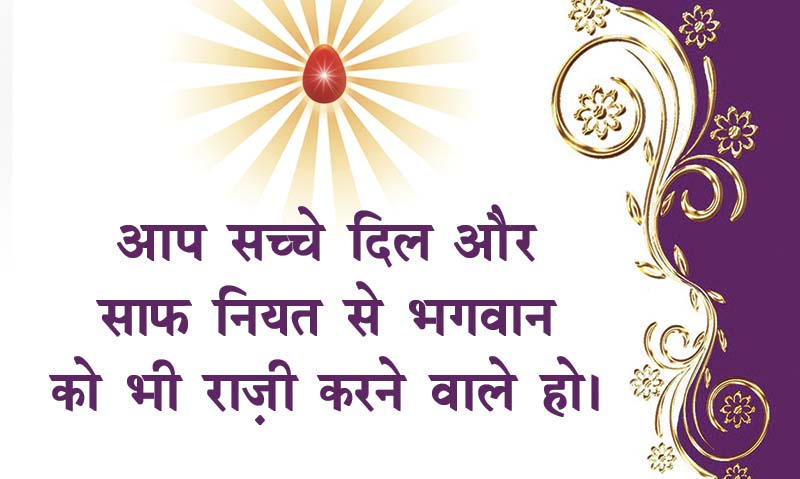 आप सच्चे दिल और
साफ नियत से भगवान
को भी राज़ी करने वाले हो।